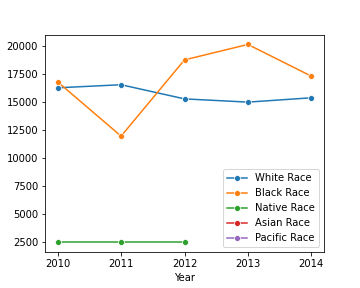 20000
17500
15000
12500
10000
7500
5000
2500
White Race
Black Race
Native Race
Asian Race
Pacific Race
2010 2011 2012 2013 2014
Year